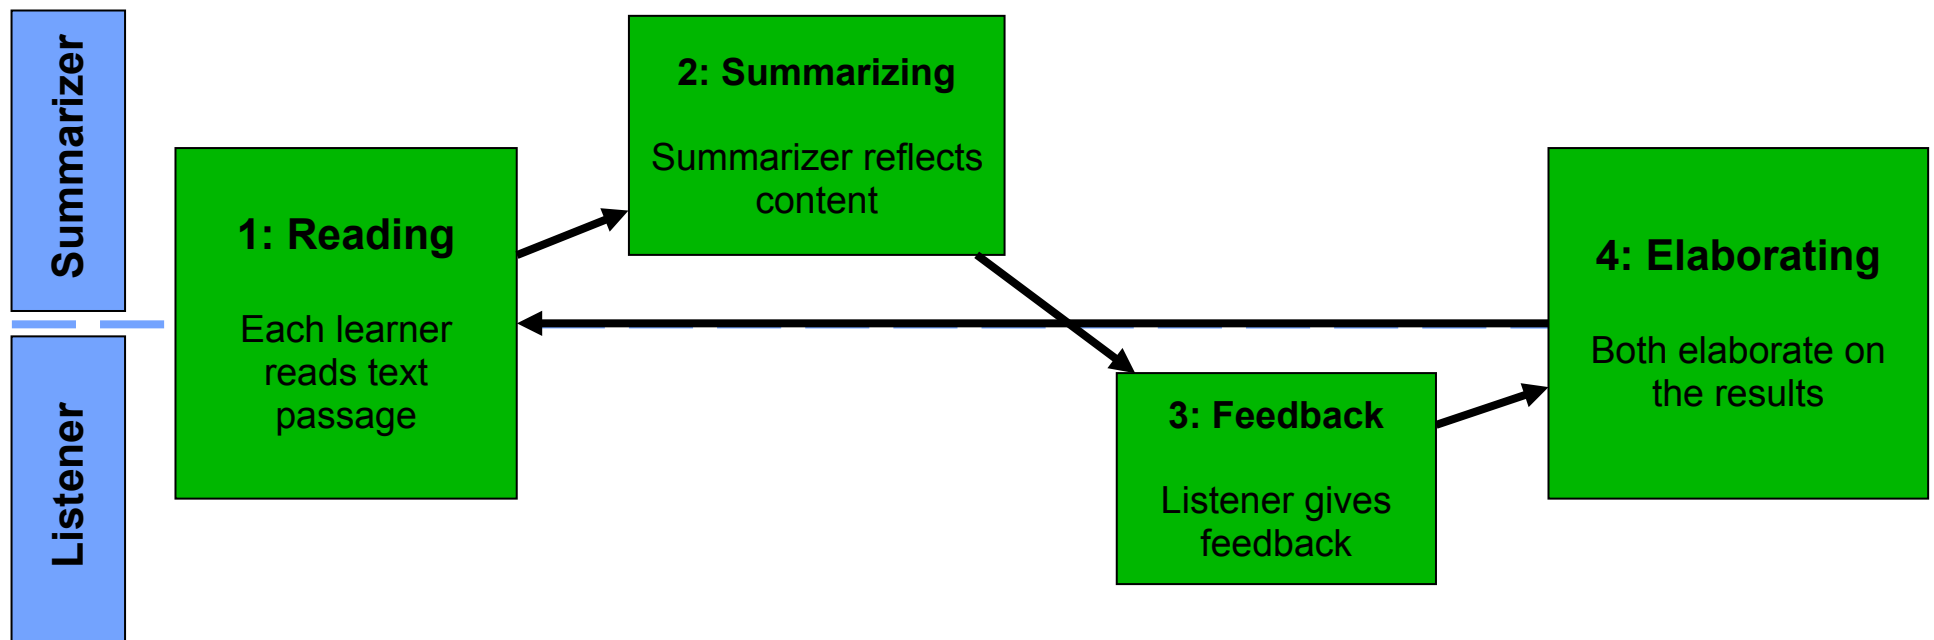 Summarizer
Listener
1: Reading
Each learner
reads text
passage
2: Summarizing
Summarizer reflects
content
3: Feedback
Listener gives
feedback
4: Elaborating
Both elaborate on
the results